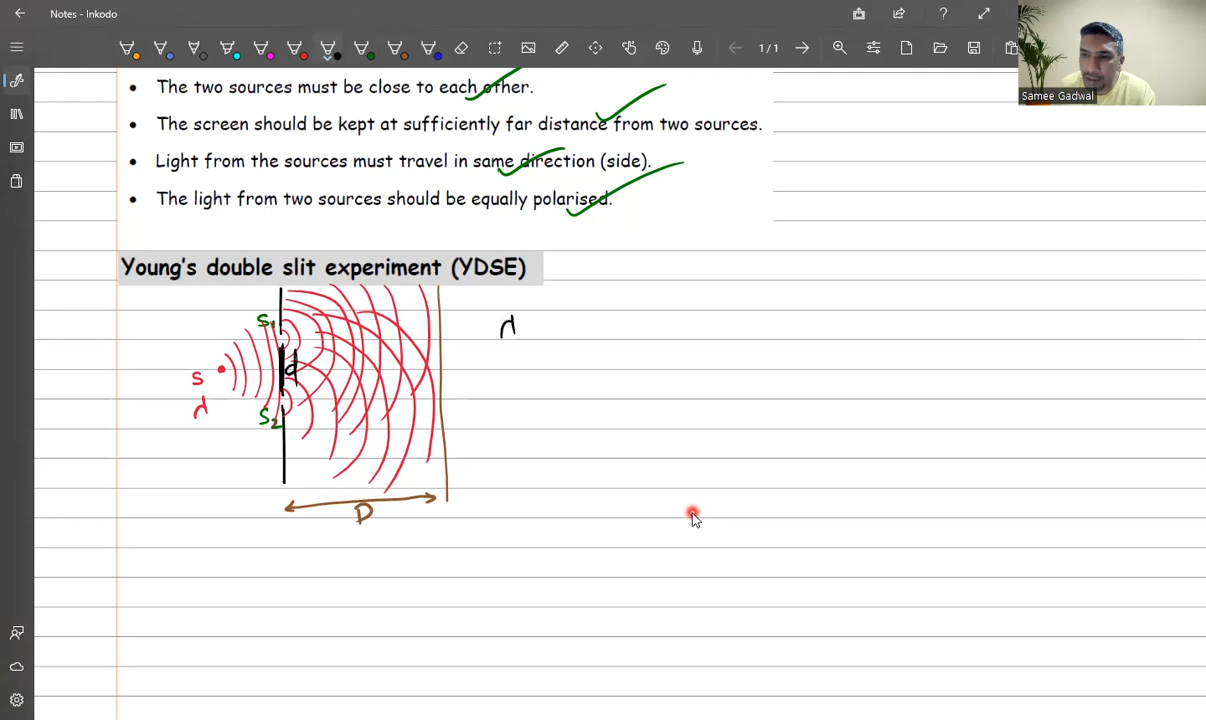 Notes - Inkodo
1/1
Samee Gadwal
• The two sources must be close to each other.
• The screen should be kept at sufficiently far distance from two sources.
• Light from the sources must travel in same direction (side).
• The light from two sources should be equally polarised.
Young's double slit experiment (YDSE)
S1
S
d
λ
λ
S2
D